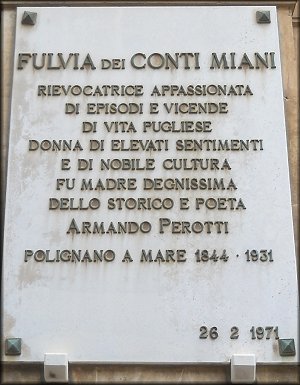 FULVIA DEI CONTI MIANI
RIEVOCATRICE APPASSIONATA
DI EPISODI E VICENDE
DI VITA PUGLIESE
DONNA DI ELEVATI SENTIMENTI
E DI NOBILE CULTURA
FU MADRE DEGNISSIMA
DELLO STORICO E POETA
ARMANDO PEROTTI
POLIGNANO A MARE 1844 · 1931
26 2 1971